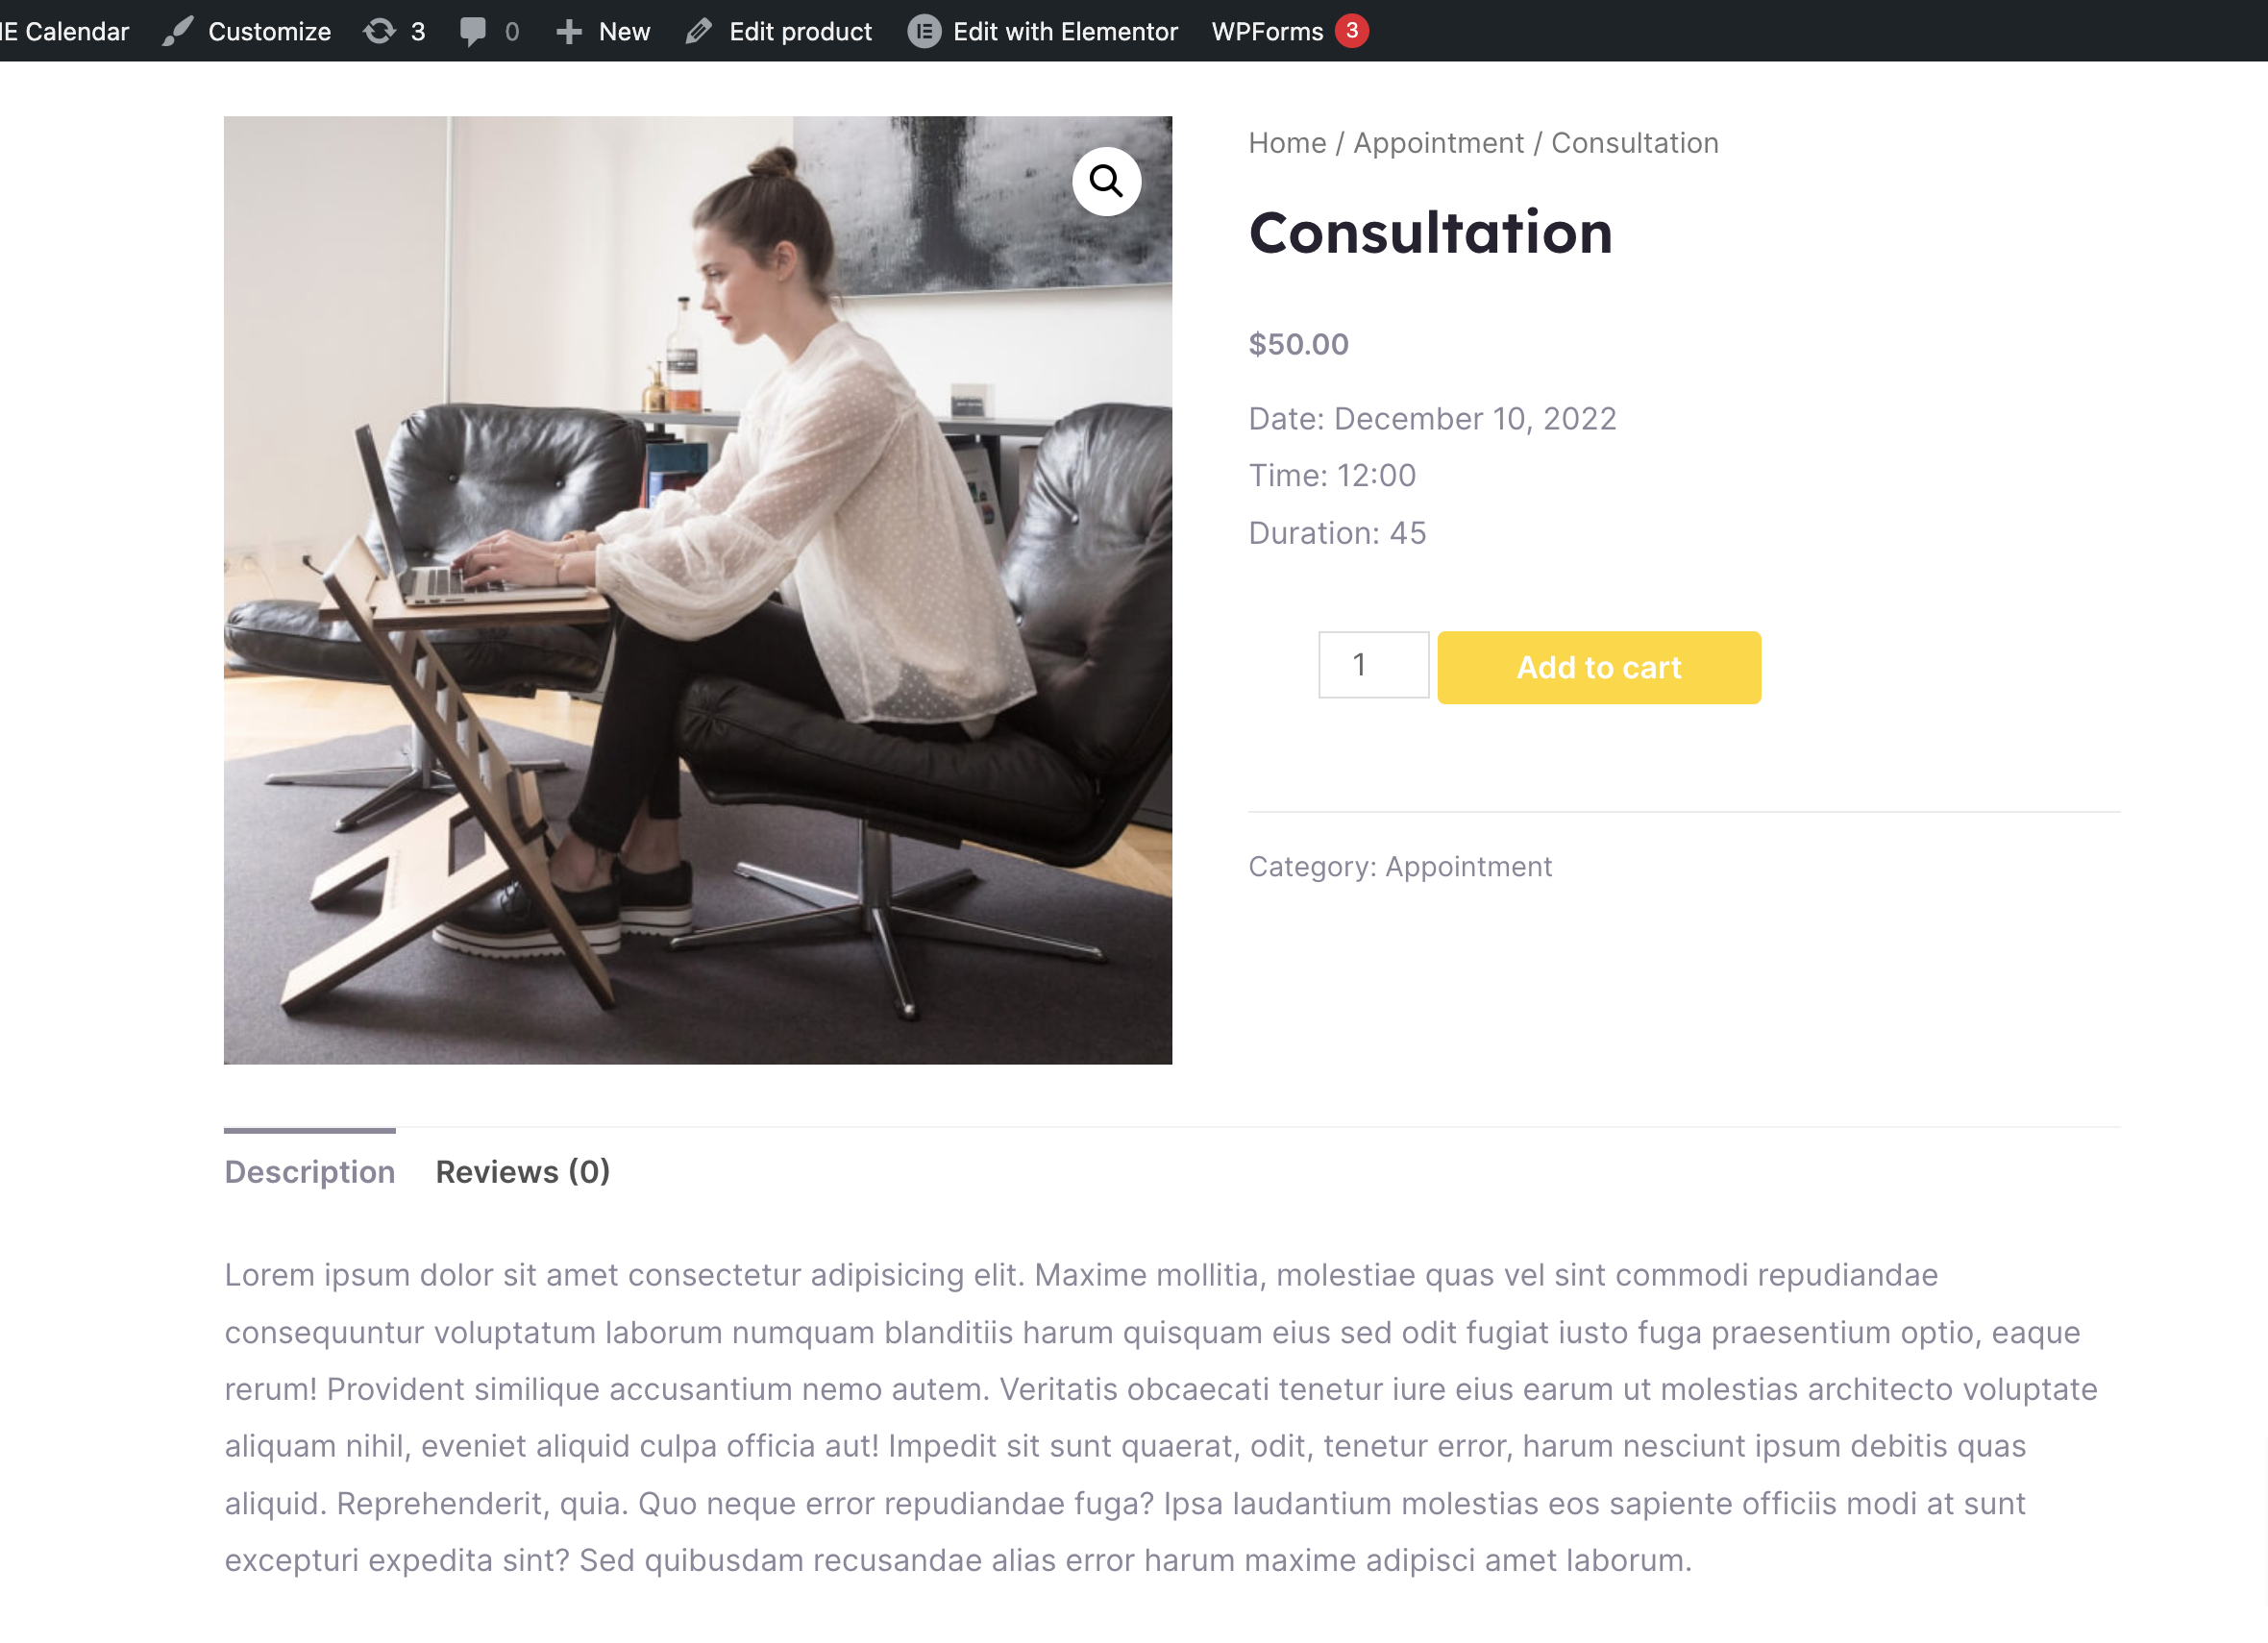 IE Calendar Customize 3 0 New Edit product Edit with Elementor WPForms 3
Home / Appointment / Consultation
Consultation
$50.00
Date: December 10, 2022
Time: 12:00
Duration: 45
1 Add to cart
Category: Appointment
Description Reviews (0)
Lorem ipsum dolor sit amet consectetur adipisicing elit. Maxime mollitia, molestiae quas vel sint commodi repudiandae
consequuntur voluptatum laborum numquam blanditiis harum quisquam eius sed odit fugiat iusto fuga praesentium optio, eaque
rerum! Provident similique accusantium nemo autem. Veritatis obcaecati tenetur iure eius earum ut molestias architecto voluptate
aliquam nihil, eveniet aliquid culpa officia aut! Impedit sit sunt quaerat, odit, tenetur error, harum nesciunt ipsum debitis quas
aliquid. Reprehenderit, quia. Quo neque error repudiandae fuga? Ipsa laudantium molestias eos sapiente officiis modi at sunt
excepturi expedita sint? Sed quibusdam recusandae alias error harum maxime adipisci amet laborum.